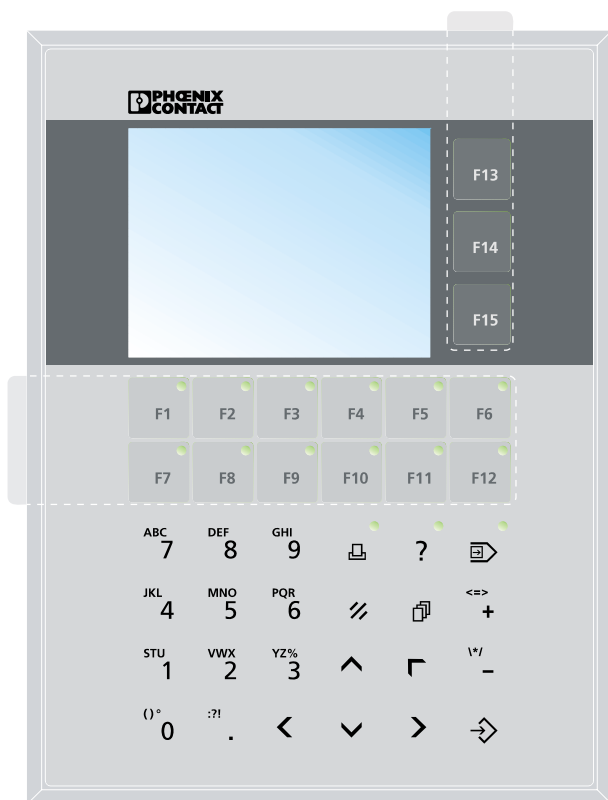 PHŒNIX
CONTACT
F13
F14
F15
F1 F2 F3 F4 F5 F6
F7 F8 F9 F10 F11 F12
ABC 7 DEF 8 GHI 9 ?
JKL 4 MNO 5 PQR 6 <=> +
STU 1 VWX 2 YZ% 3 \*/ –
()° 0 :?! .